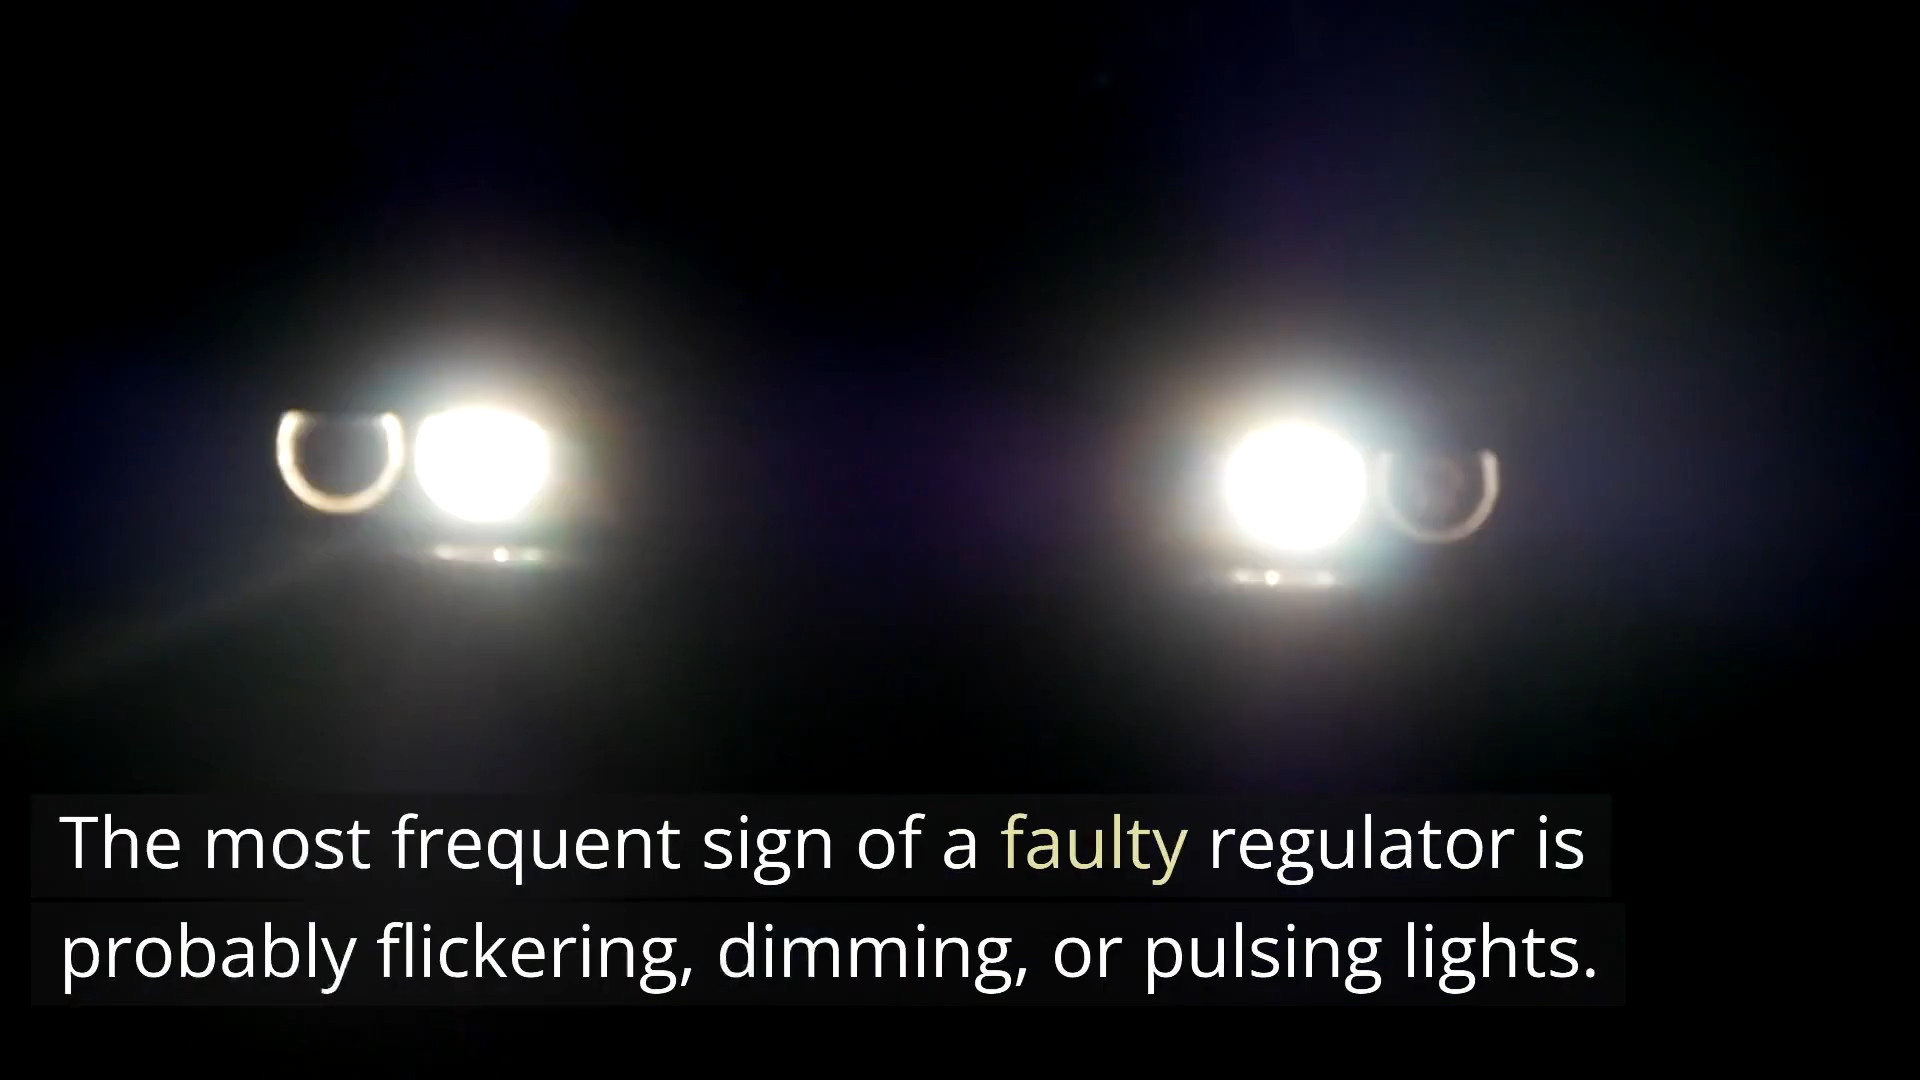 The most frequent sign of a faulty regulator is
probably flickering, dimming, or pulsing lights.